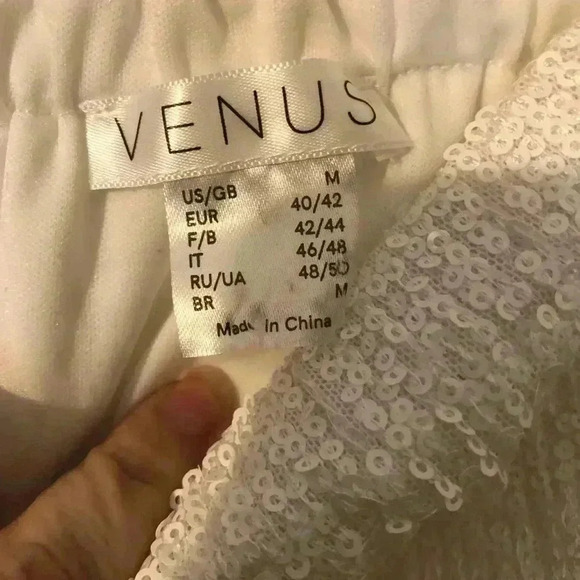 VENUS
US/GB M
EUR 40/42
F/B 42/44
IT 46/48
RU/UA 48/50
BR M
Made in China